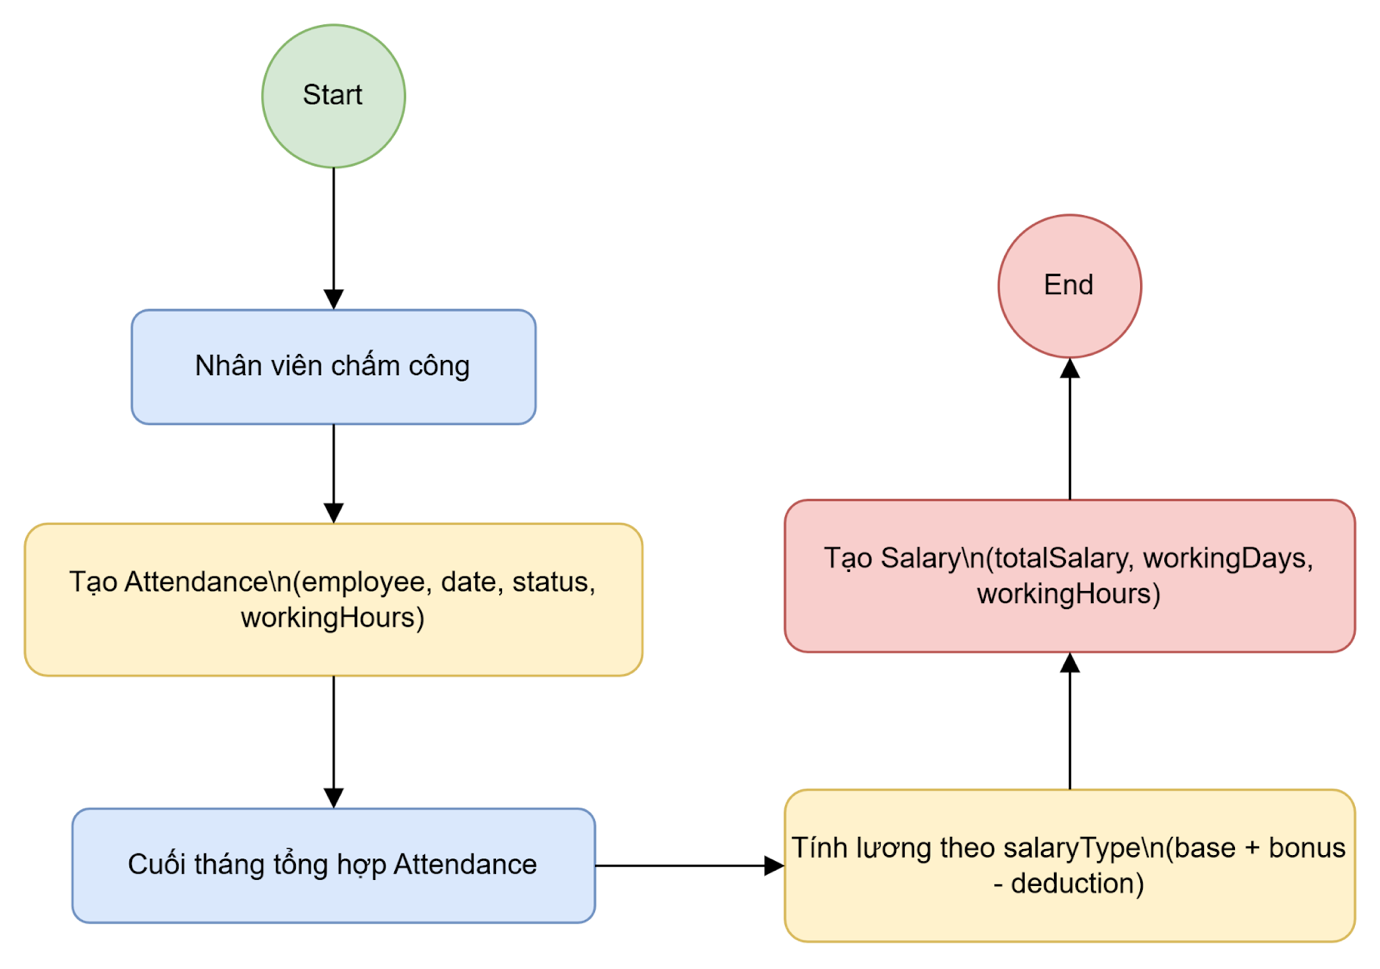 Start
Nhân viên chấm công
Tạo Attendance\n(employee, date, status,
workingHours)
Cuối tháng tổng hợp Attendance
Tính lương theo salaryType\n(base + bonus
- deduction)
Tạo Salary\n(totalSalary, workingDays,
workingHours)
End